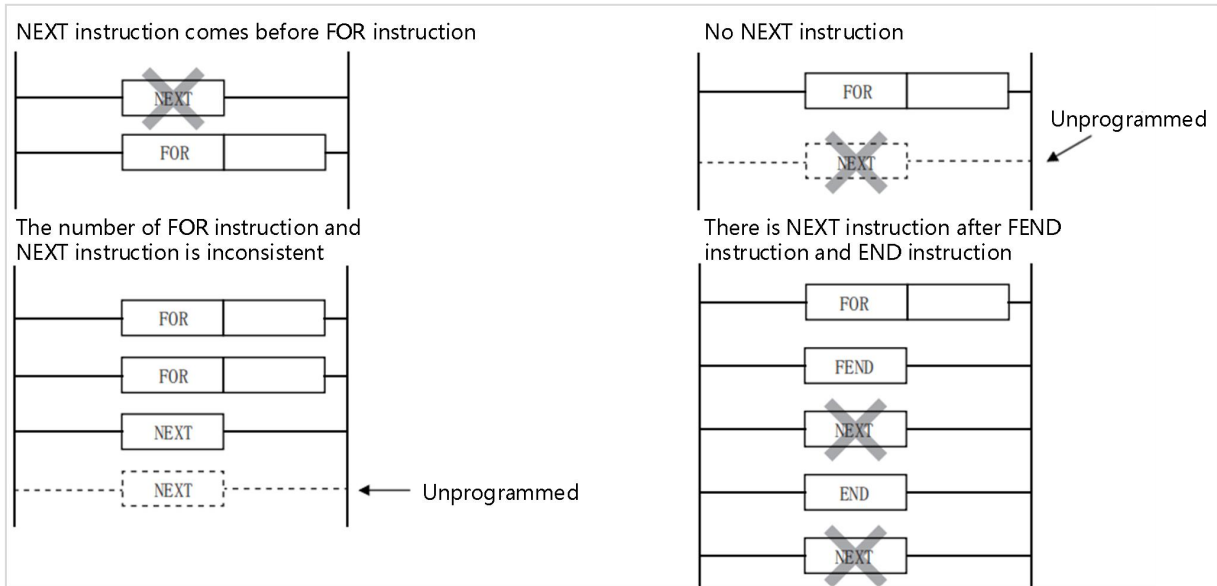 NEXT instruction comes before FOR instruction
NEXT
FOR
No NEXT instruction
FOR
Unprogrammed
NEXT
The number of FOR instruction and
NEXT instruction is inconsistent
FOR
FOR
NEXT
NEXT
Unprogrammed
There is NEXT instruction after FEND
instruction and END instruction
FOR
FEND
NEXT
END
NEXT